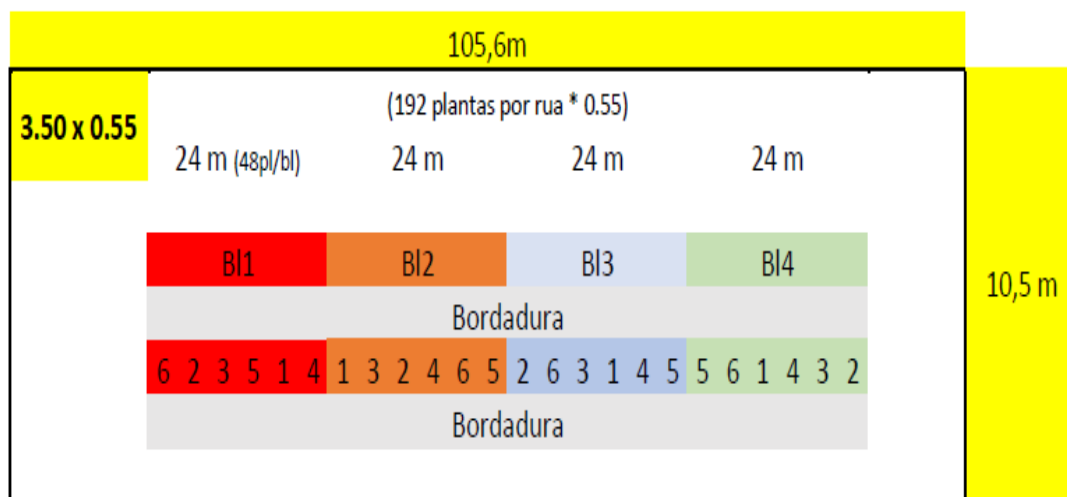 105,6m
3.50 x 0.55
(192 plantas por rua * 0.55)
24 m (48pl/bl) 24 m 24 m 24 m
Bl1 Bl2 Bl3 Bl4
10,5 m
Bordadura
6 2 3 5 1 4 1 3 2 4 6 5 2 6 3 1 4 5 5 6 1 4 3 2
Bordadura